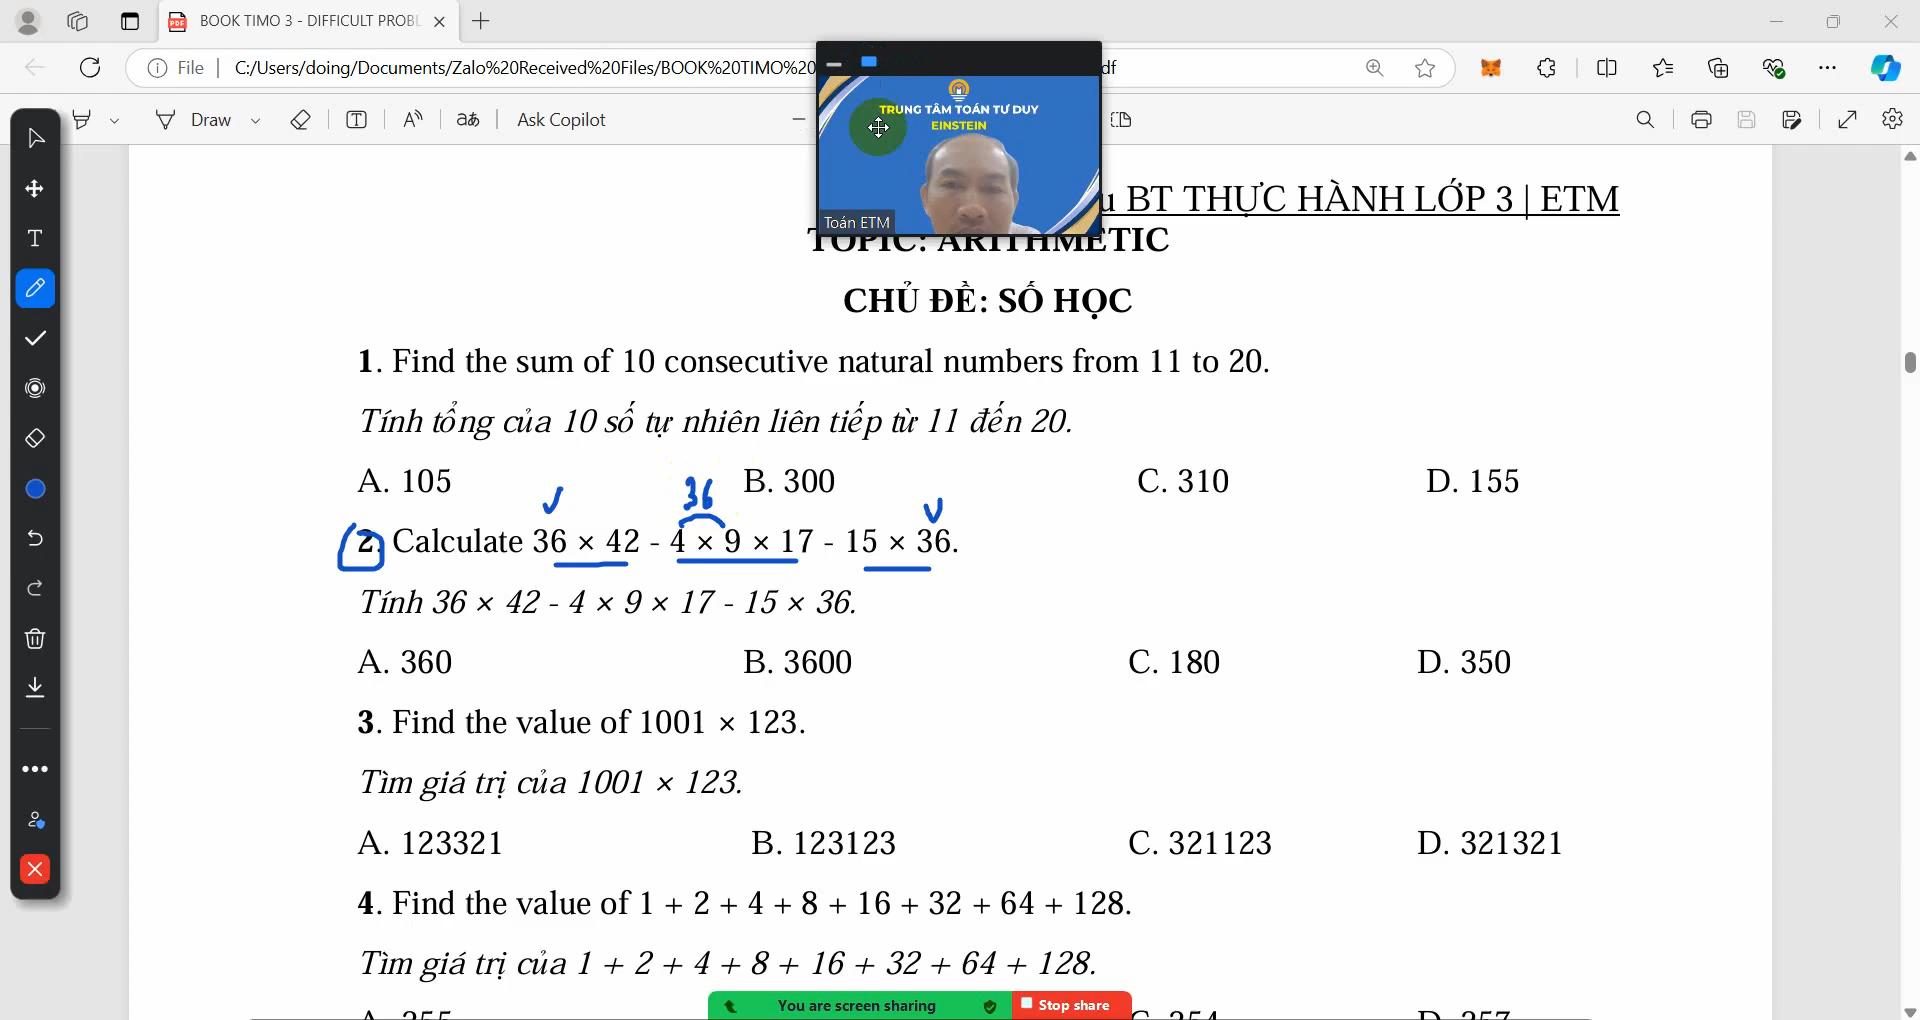 BOOK TIMO 3 - DIFFICULT PROBL
File
C:/Users/doing/Documents/Zalo%20Received%20Files/BOOK%20TIMO%20
df
Draw
Ask Copilot
TRUNG TÂM TOÁN TƯ DUY
EINSTEIN
Toán ETM
BT THỰC HÀNH LỚP 3 | ETM
TOPIC: ARITHMETIC
CHỦ ĐỀ: SỐ HỌC
1. Find the sum of 10 consecutive natural numbers from 11 to 20.
Tính tổng của 10 số tự nhiên liên tiếp từ 11 đến 20.
A. 105 B. 300 C. 310 D. 155
36
2. Calculate 36 × 42 - 4 × 9 × 17 - 15 × 36.
Tính 36 × 42 - 4 × 9 × 17 - 15 × 36.
A. 360 B. 3600 C. 180 D. 350
3. Find the value of 1001 × 123.
Tìm giá trị của 1001 × 123.
A. 123321 B. 123123 C. 321123 D. 321321
4. Find the value of 1 + 2 + 4 + 8 + 16 + 32 + 64 + 128.
Tìm giá trị của 1 + 2 + 4 + 8 + 16 + 32 + 64 + 128.
You are screen sharing
Stop share